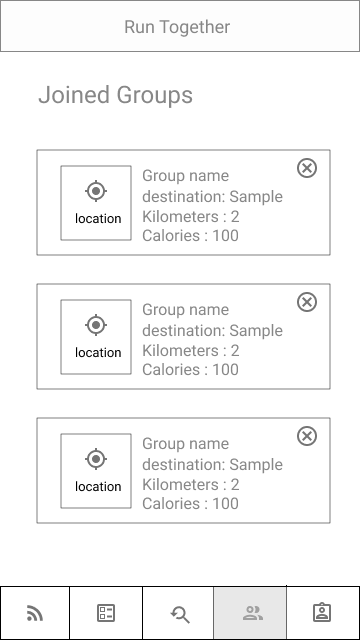 Run Together
Joined Groups
Group name
destination: Sample
Kilometers : 2
Calories : 100
location
Group name
destination: Sample
Kilometers : 2
Calories : 100
location
Group name
destination: Sample
Kilometers : 2
Calories : 100
location